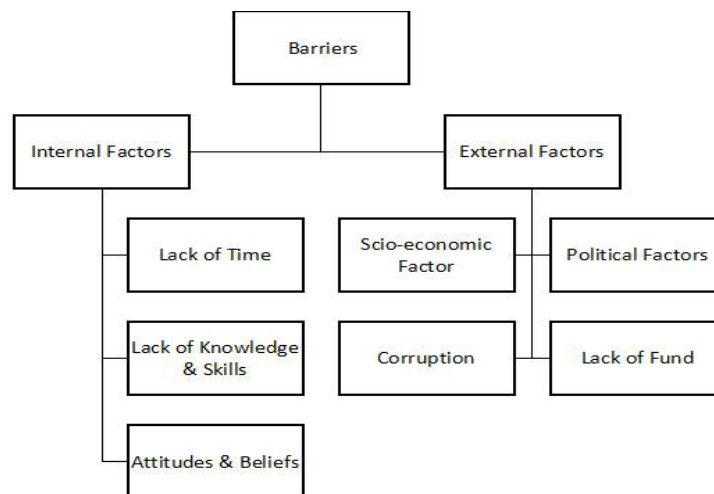 Barriers
Internal Factors
External Factors
Lack of Time
Scio-economic
Factor
Political Factors
Lack of Knowledge
& Skills
Corruption
Lack of Fund
Attitudes & Beliefs